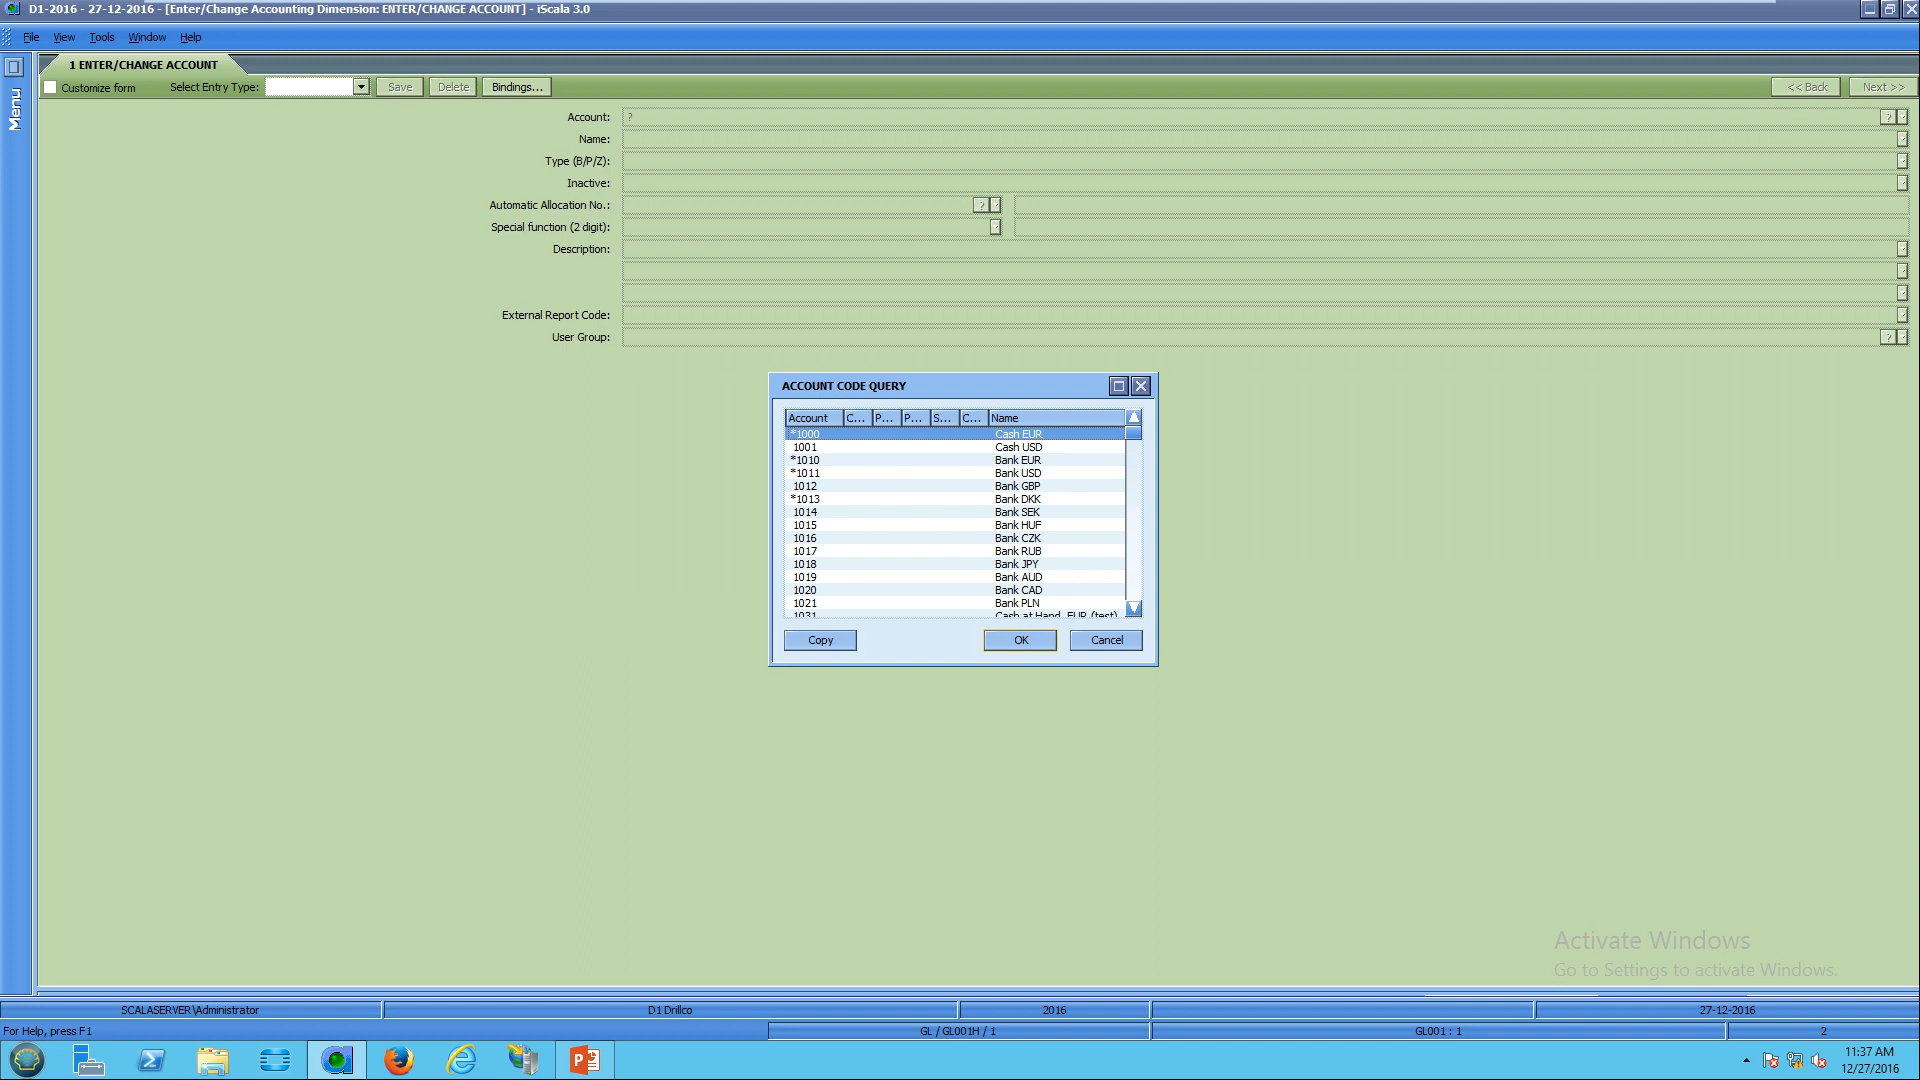 D1-2016 - 27-12-2016 - [Enter/Change Accounting Dimension: ENTER/CHANGE ACCOUNT] - iScala 3.0
File View Tools Window Help
Menu
1 ENTER/CHANGE ACCOUNT
Customize form Select Entry Type: Save Delete Bindings... << Back Next >>
Account: ? ?
Name:
Type (B/P/Z):
Inactive:
Automatic Allocation No.: ?
Special function (2 digit):
Description:
External Report Code:
User Group: ?
ACCOUNT CODE QUERY
Account C... P... P... S... C... Name
*1000 Cash EUR
1001 Cash USD
*1010 Bank EUR
*1011 Bank USD
1012 Bank GBP
*1013 Bank DKK
1014 Bank SEK
1015 Bank HUF
1016 Bank CZK
1017 Bank RUB
1018 Bank JPY
1019 Bank AUD
1020 Bank CAD
1021 Bank PLN
1031 Cash at Hand, EUR (test)
Copy OK Cancel
Activate Windows
Go to Settings to activate Windows.
SCALASERVER\Administrator D1 Drillco 2016 27-12-2016
For Help, press F1 GL / GL001H / 1 GL001 : 1 2
11:37 AM
12/27/2016